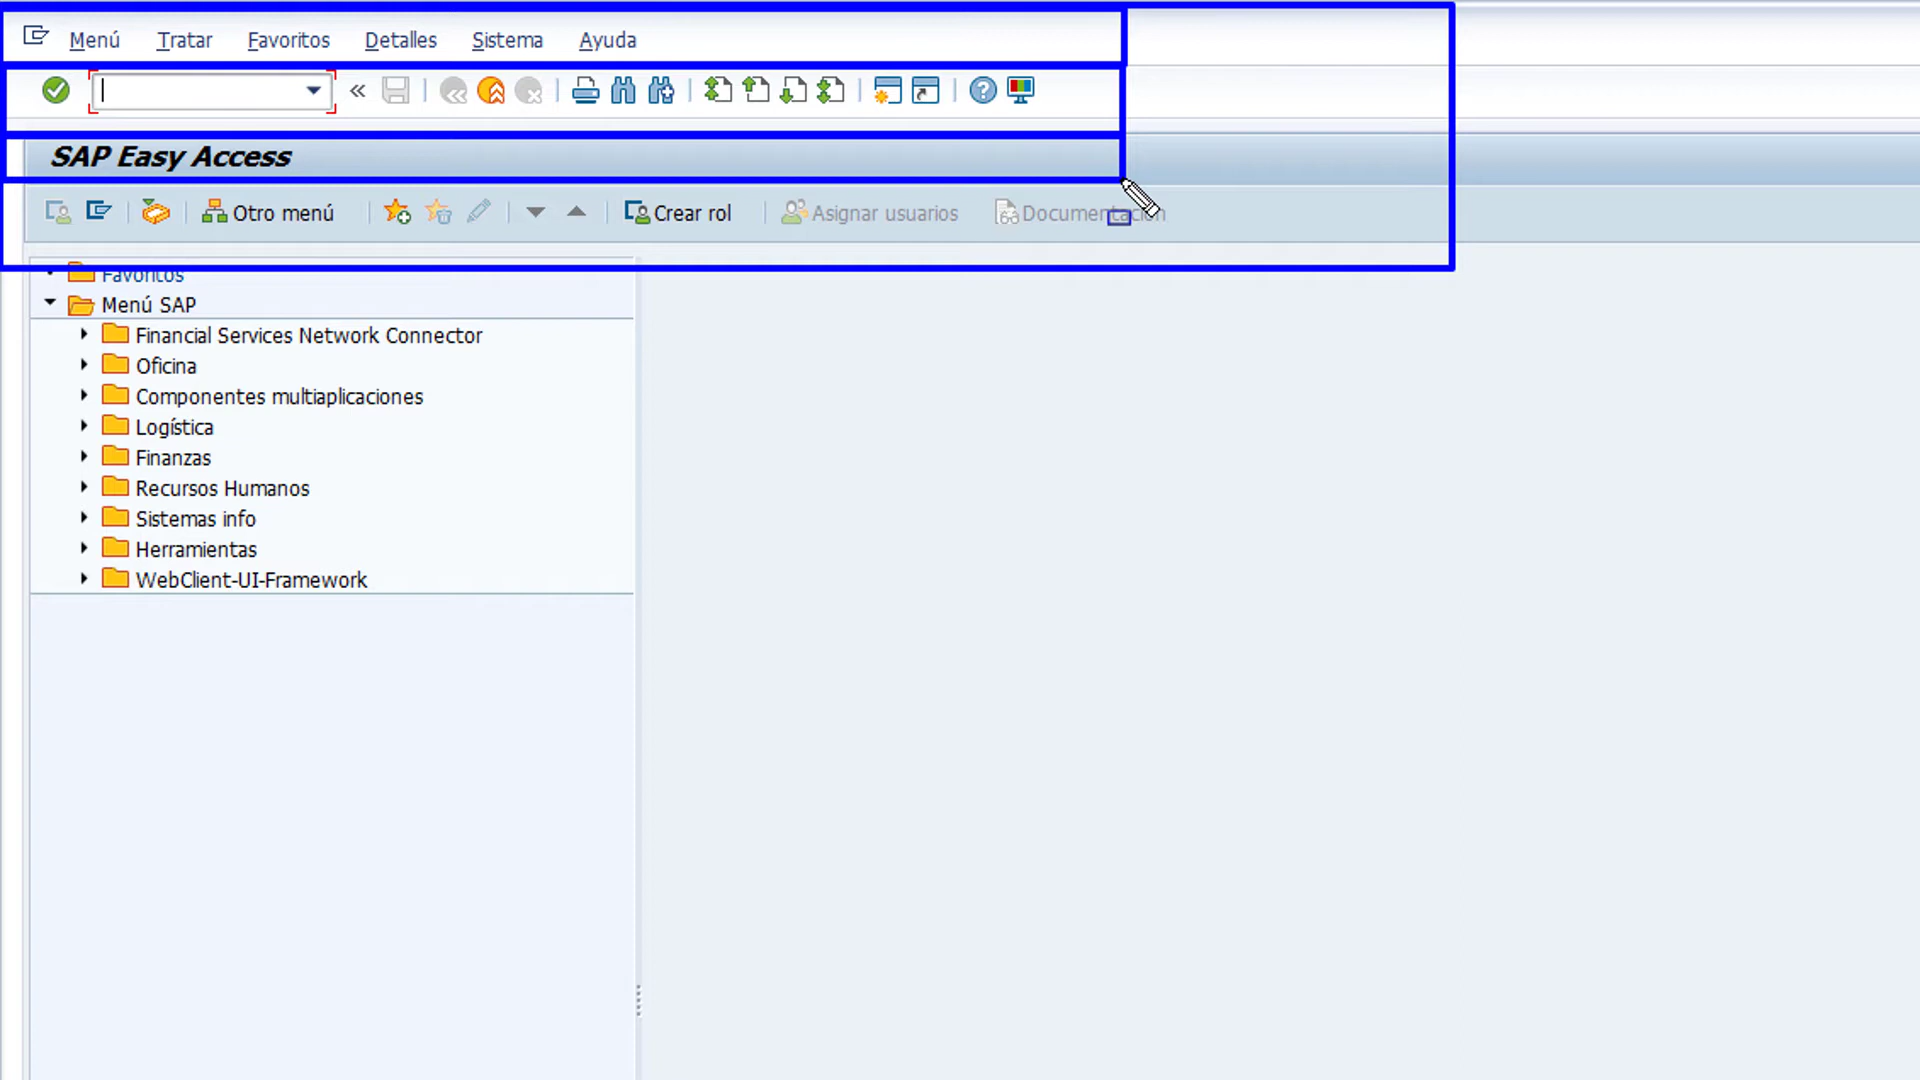 Menú Tratar Favoritos Detalles Sistema Ayuda
SAP Easy Access
Otro menú Crear rol Asignar usuarios Documentación
Favoritos
Menú SAP
Financial Services Network Connector
Oficina
Componentes multiaplicaciones
Logística
Finanzas
Recursos Humanos
Sistemas info
Herramientas
WebClient-UI-Framework